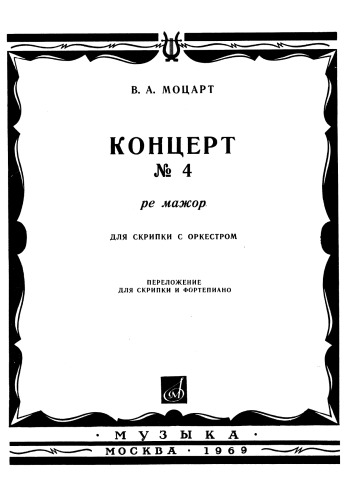 В. А. МОЦАРТ
КОНЦЕРТ
№ 4
ре мажор
ДЛЯ СКРИПКИ С ОРКЕСТРОМ
ПЕРЕЛОЖЕНИЕ
ДЛЯ СКРИПКИ И ФОРТЕПИАНО
· МУЗЫКА ·
МОСКВА · 1969